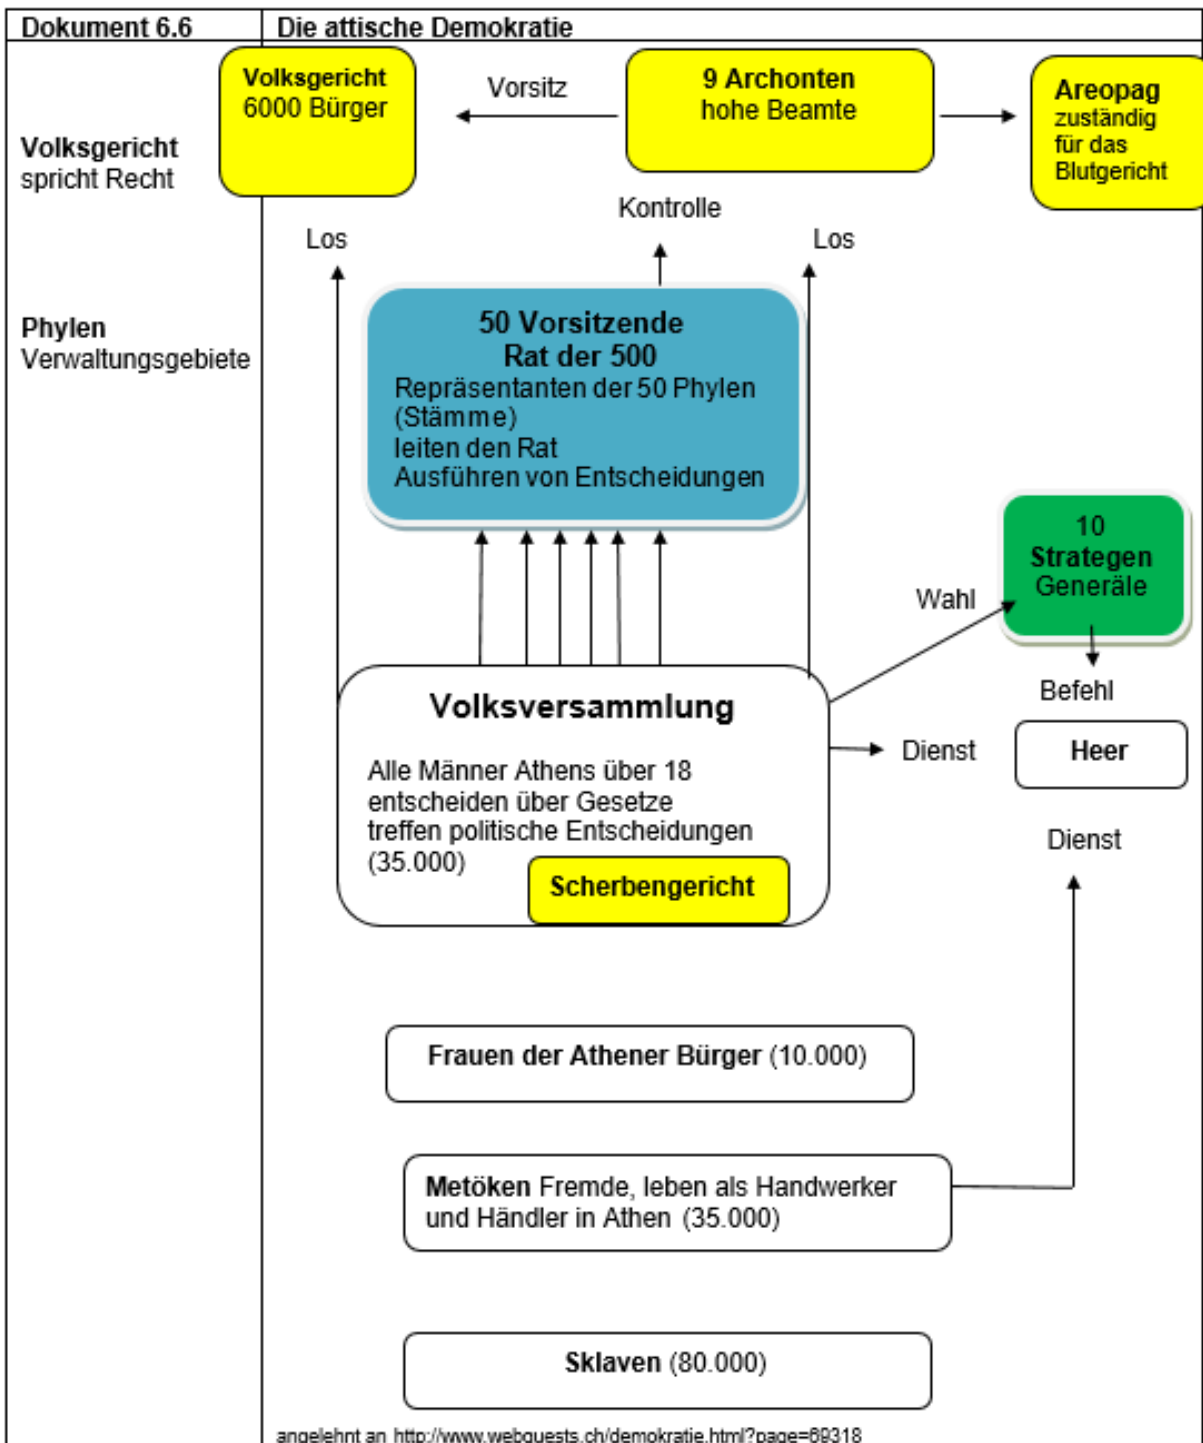 Dokument 6.6
Die attische Demokratie
Volksgericht
6000 Bürger
Vorsitz
9 Archonten
hohe Beamte
Areopag
zuständig
für das
Blutgericht
Volksgericht
spricht Recht
Kontrolle
Los
Los
Phylen
Verwaltungsgebiete
50 Vorsitzende
Rat der 500
Repräsentanten der 50 Phylen
(Stämme)
leiten den Rat
Ausführen von Entscheidungen
10
Strategen
Generäle
Wahl
Befehl
Volksversammlung
Alle Männer Athens über 18
entscheiden über Gesetze
treffen politische Entscheidungen
(35.000)
Scherbengericht
Dienst
Heer
Dienst
Frauen der Athener Bürger (10.000)
Metöken Fremde, leben als Handwerker
und Händler in Athen (35.000)
Sklaven (80.000)
angelehnt an http://www.webquests.ch/demokratie.html?page=69318